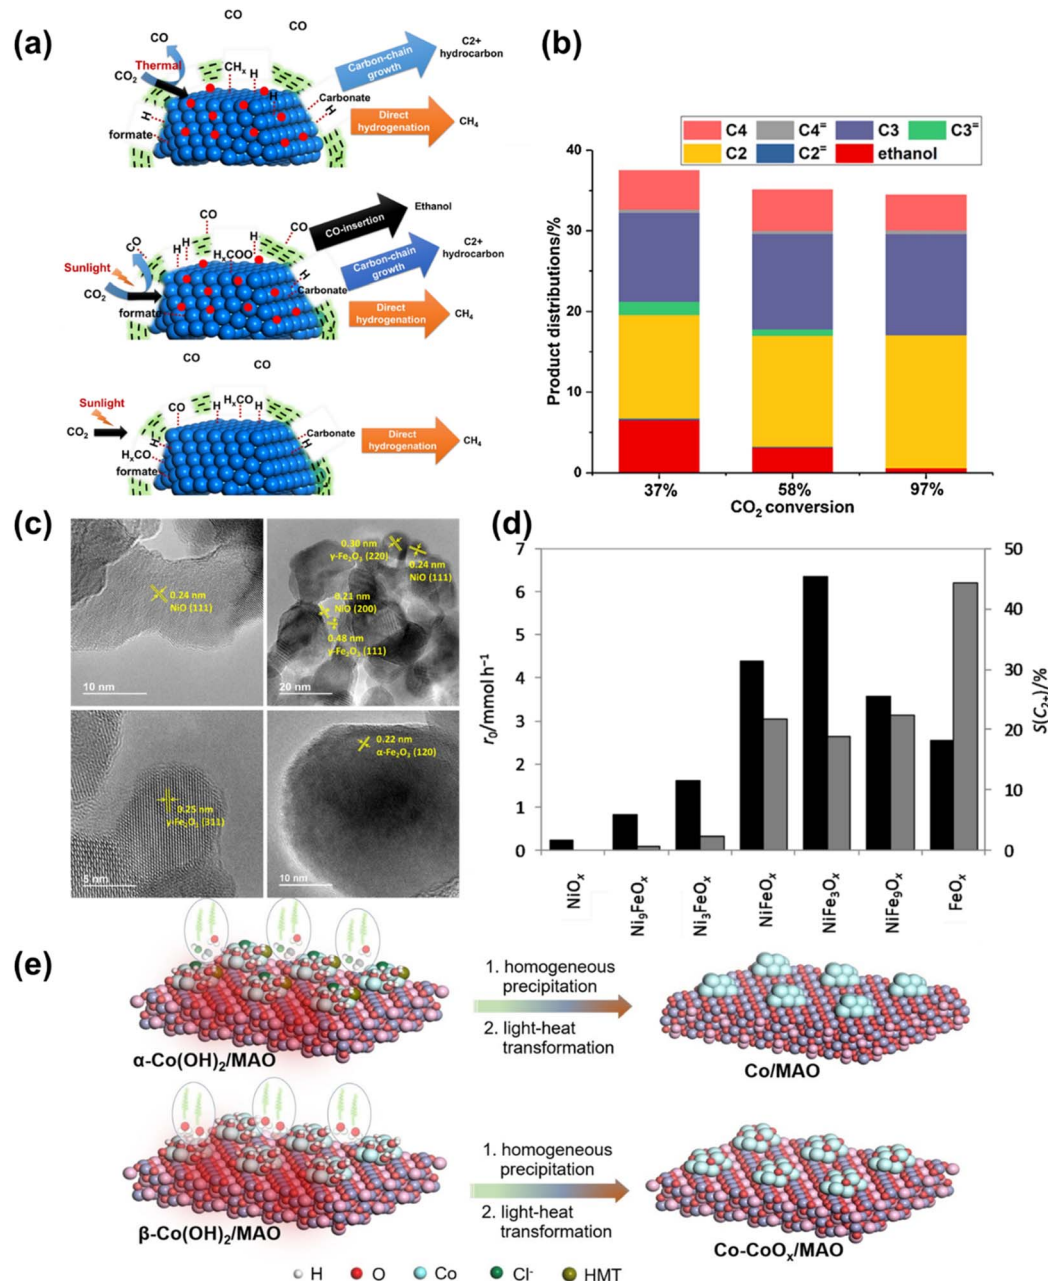 (a)
CO
CO
CO
Thermal
CO2
CHx
H
H
H
H
Carbonate
formate
Carbon-chain
growth
C2+
hydrocarbon
Direct
hydrogenation
CH4
CO
CO
CO
H
H
H
HxCOO
H
Sunlight
CO2
formate
Carbonate
CO-insertion
Ethanol
Carbon-chain
growth
C2+
hydrocarbon
Direct
hydrogenation
CH4
CO
CO
Sunlight
CO2
CO
H
HxCO
H
H
HxCO
formate
Carbonate
H
Direct
hydrogenation
CH4
(b)
C4
C4=
C3
C3=
C2
C2=
ethanol
Product distributions/%
40
30
20
10
0
37%
58%
97%
CO2 conversion
(c)
0.24 nm
NiO (111)
10 nm
0.30 nm
γ-Fe2O3 (220)
0.24 nm
NiO (111)
0.21 nm
NiO (200)
0.48 nm
γ-Fe2O3 (111)
20 nm
0.25 nm
γ-Fe2O3 (311)
5 nm
0.22 nm
α-Fe2O3 (120)
10 nm
(d)
r0/mmol h−1
7
6
5
4
3
2
1
0
50
40
30
20
10
0
S(C2+)/%
NiOx
Ni9FeOx
Ni3FeOx
NiFeOx
NiFe3Ox
NiFe9Ox
FeOx
(e)
α-Co(OH)2/MAO
1. homogeneous
precipitation
2. light-heat
transformation
Co/MAO
β-Co(OH)2/MAO
1. homogeneous
precipitation
2. light-heat
transformation
Co-CoOx/MAO
H
O
Co
Cl-
HMT